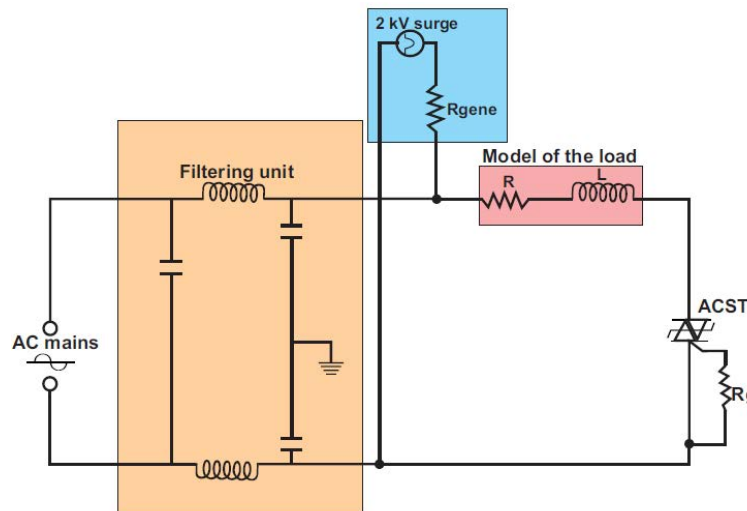 2 kV surge
Rgene
Model of the load
Filtering unit
R
L
ACST
AC mains